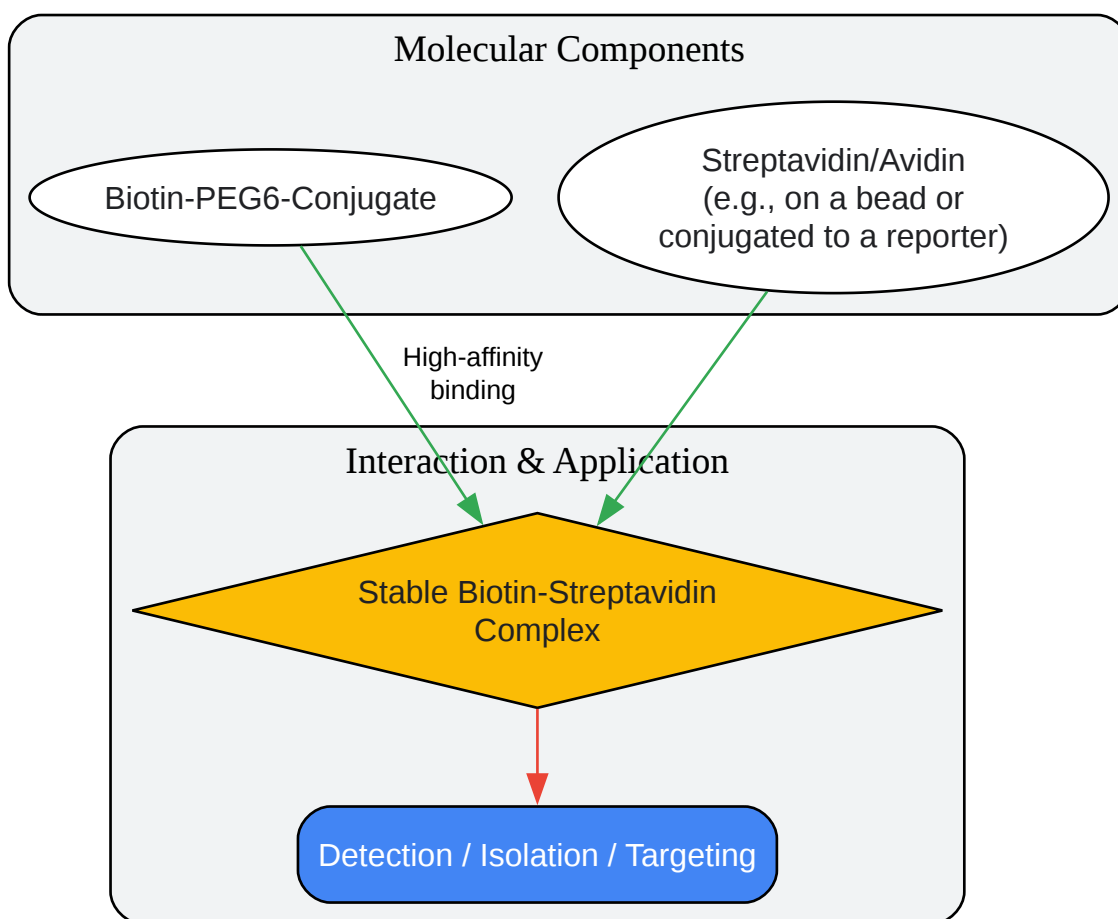 Molecular Components
Biotin-PEG6-Conjugate
Streptavidin/Avidin
(e.g., on a bead or
conjugated to a reporter)
High-affinity
binding
Interaction & Application
Stable Biotin-Streptavidin
Complex
Detection / Isolation / Targeting